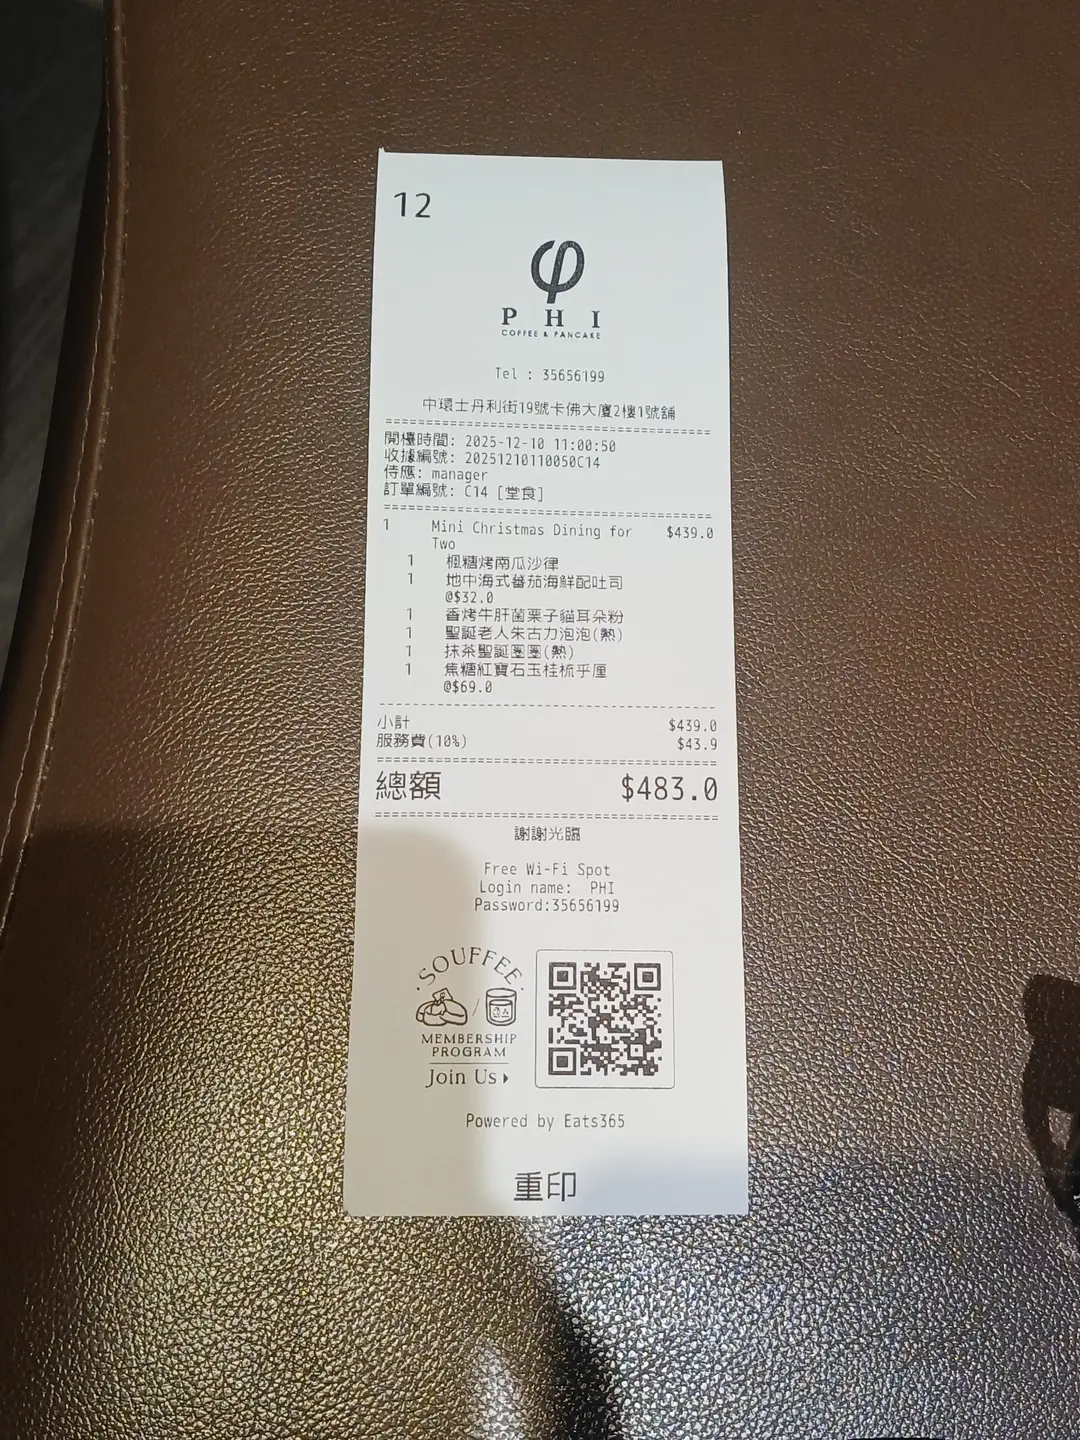 12
φ
PHI
COFFEE & PANCAKE
Tel : 35656199
中環士丹利街19號卡佛大廈2樓1號舖
開檯時間: 2025-12-10 11:00:50
收據編號: 20251210110050C14
侍應: manager
訂單編號: C14 [堂食]
1 Mini Christmas Dining for Two $439.0
1 楓糖烤南瓜沙律
1 地中海式蕃茄海鮮配吐司
@$32.0
1 香烤牛肝菌栗子貓耳朵粉
1 聖誕老人朱古力泡泡(熱)
1 抹茶聖誕圈圈(熱)
1 焦糖紅寶石玉桂梳乎厘
@$69.0
小計 $439.0
服務費(10%) $43.9
總額 $483.0
謝謝光臨
Free Wi-Fi Spot
Login name: PHI
Password:35656199
·SOUFFEE·
MEMBERSHIP
PROGRAM
Join Us
Powered by Eats365
重印